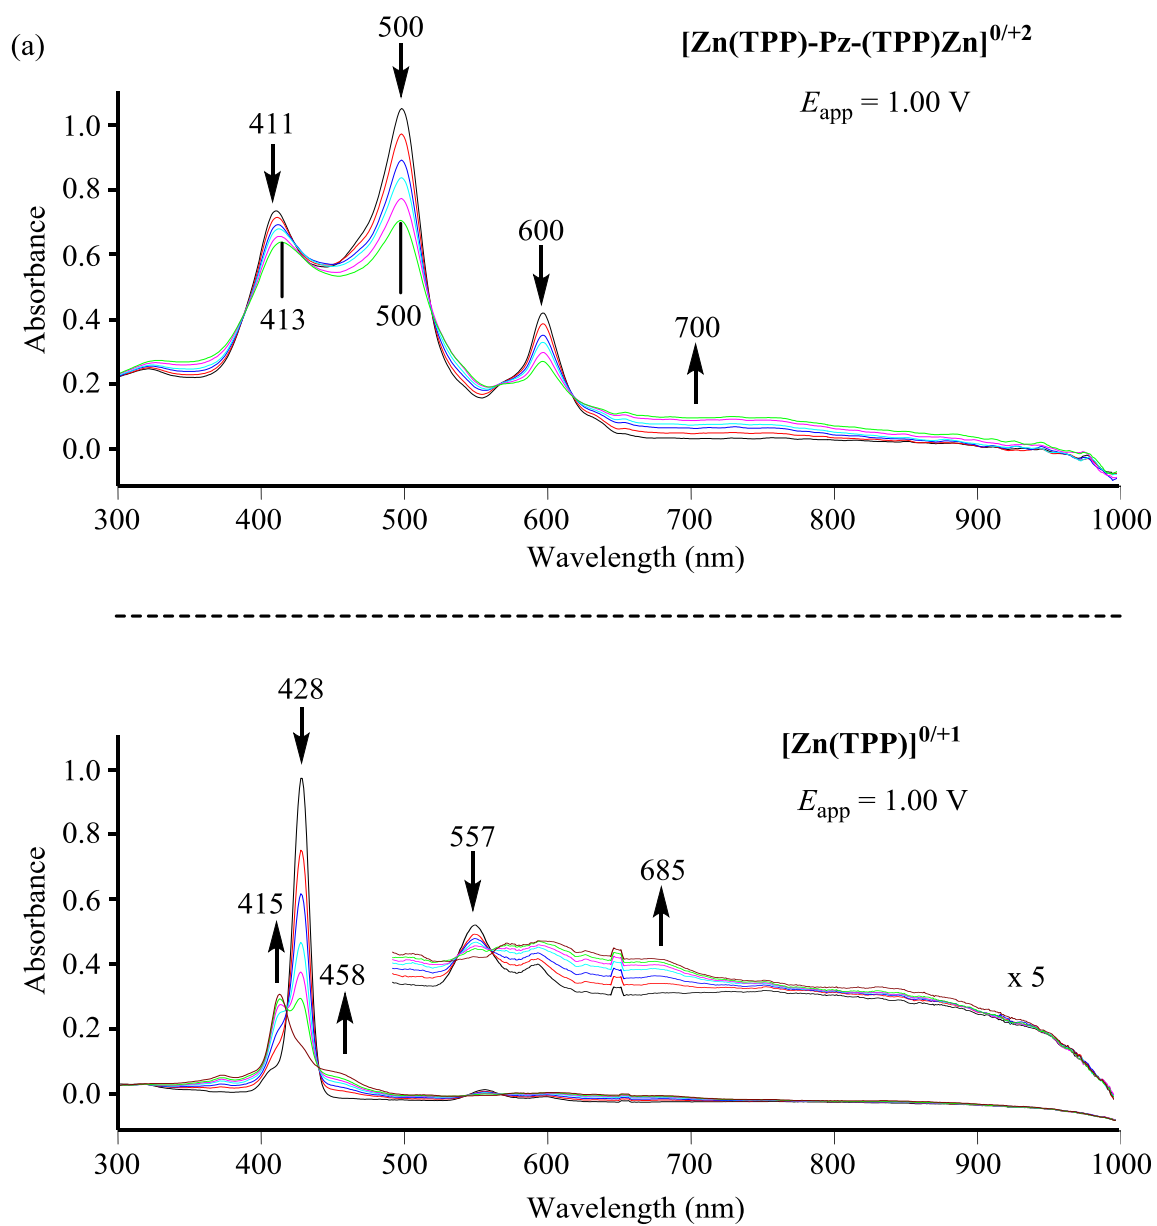 (a)
[Zn(TPP)-Pz-(TPP)Zn]0/+2
Eapp = 1.00 V
500
411
600
700
413
500
Absorbance
1.0
0.8
0.6
0.4
0.2
0.0
300 400 500 600 700 800 900 1000
Wavelength (nm)
[Zn(TPP)]0/+1
Eapp = 1.00 V
428
557
685
415
458
x 5
Absorbance
1.0
0.8
0.6
0.4
0.2
0.0
300 400 500 600 700 800 900 1000
Wavelength (nm)